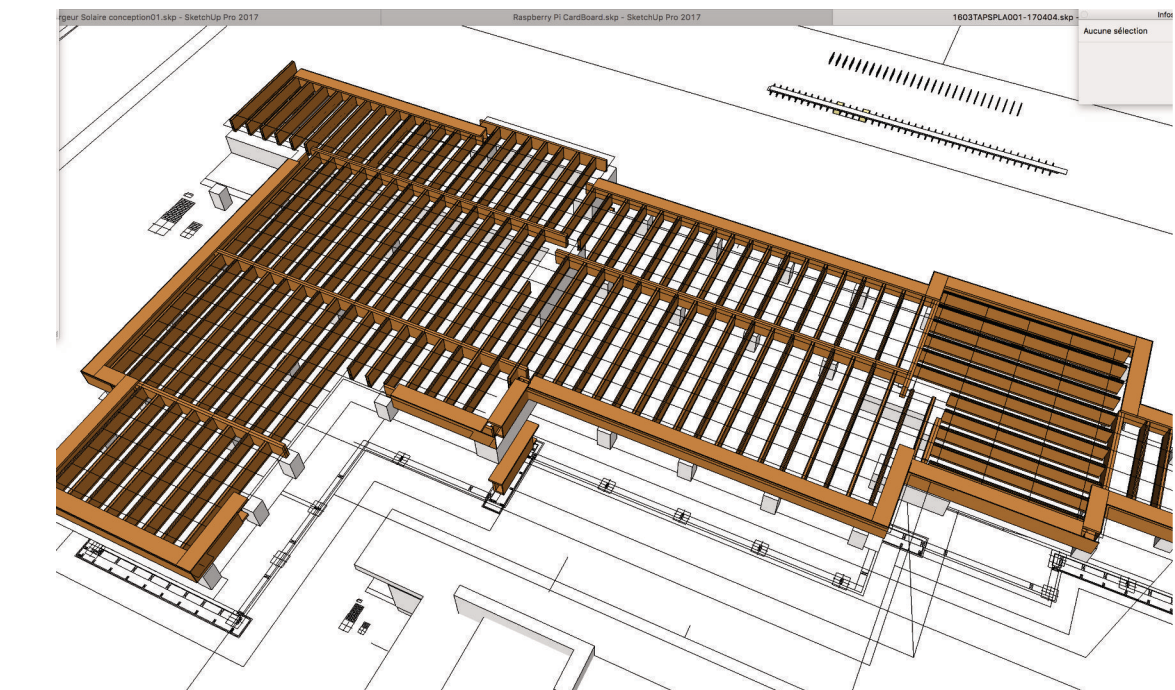 rgeur Solaire conception01.skp - SketchUp Pro 2017
Raspberry Pi CardBoard.skp - SketchUp Pro 2017
1603TAPSPLA001-170404.skp -
Infos
Aucune sélection